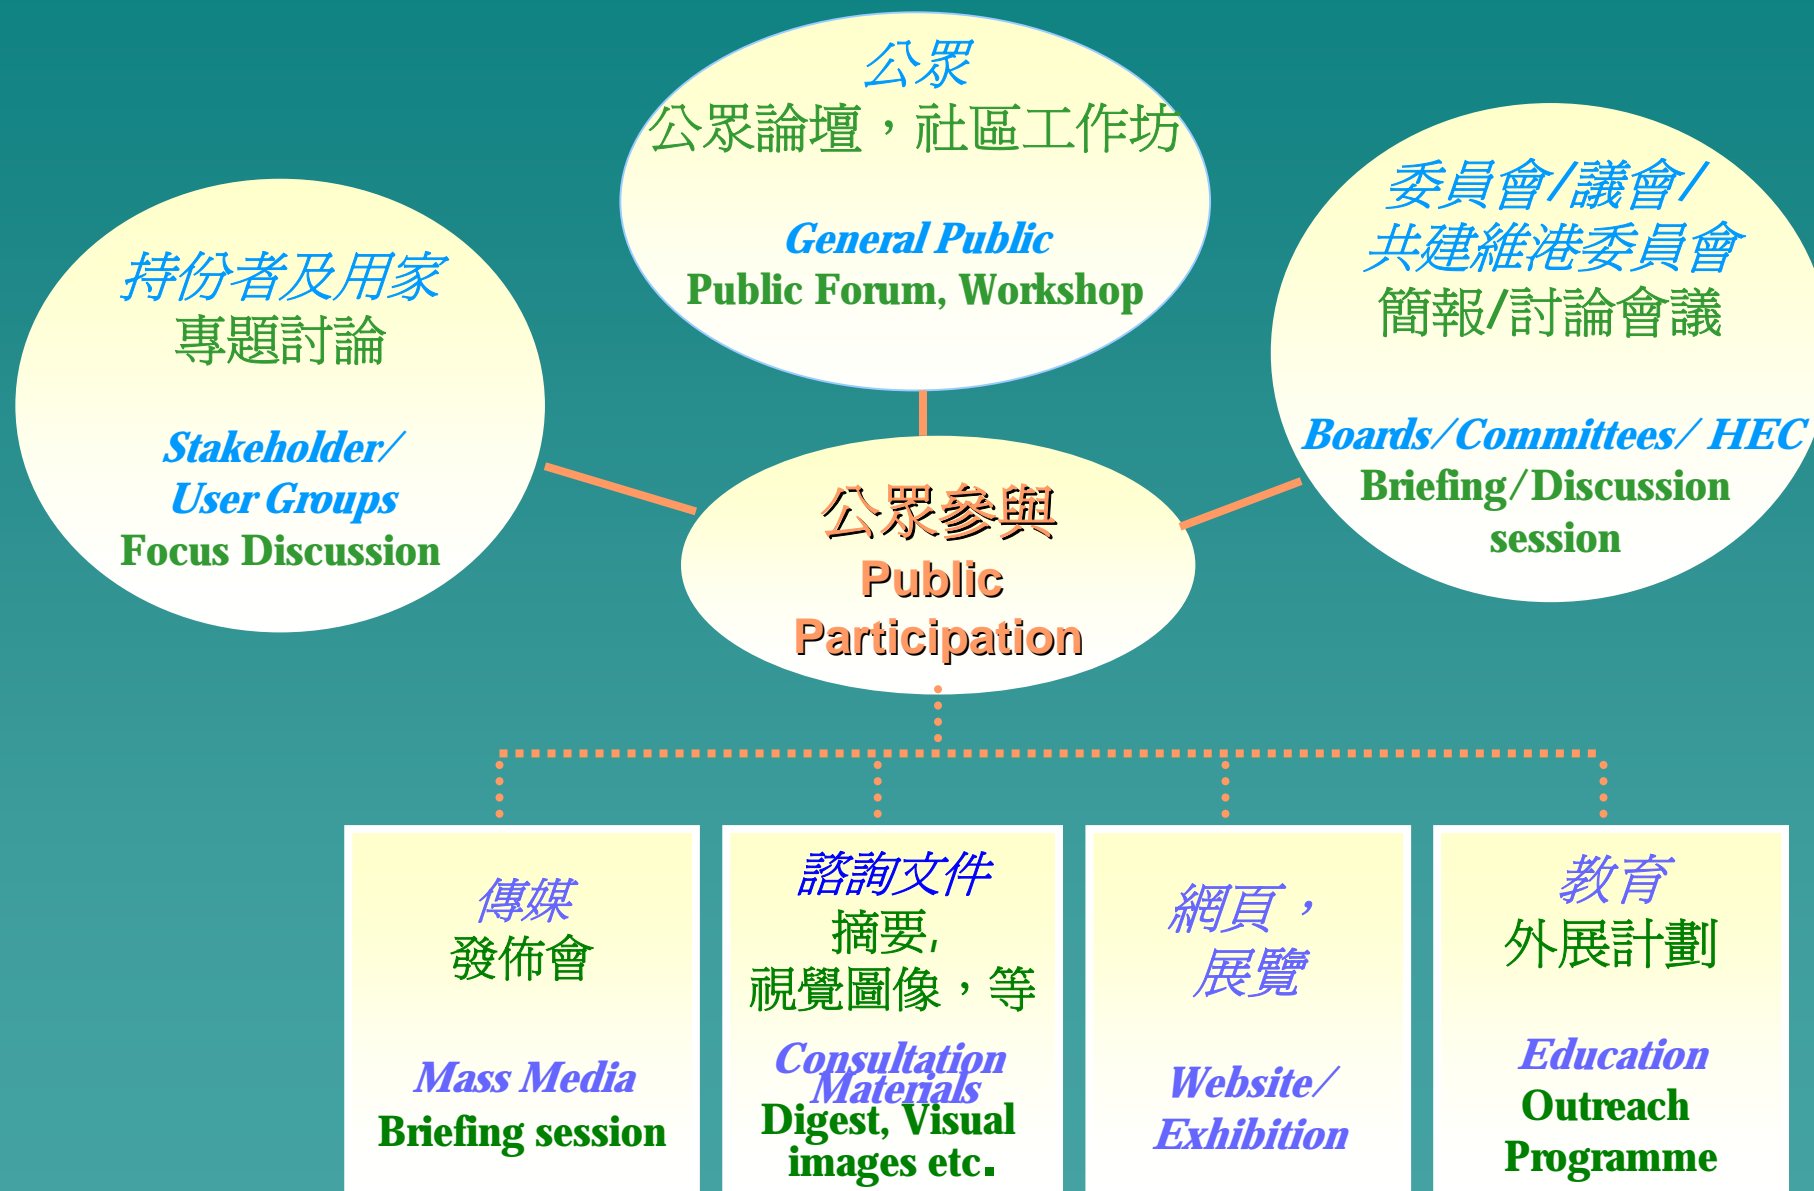 公眾
公眾論壇，社區工作坊
General Public
Public Forum, Workshop
持份者及用家
專題討論
Stakeholder/
User Groups
Focus Discussion
委員會/議會/
共建維港委員會
簡報/討論會議
Boards/Committees/ HEC
Briefing/Discussion
session
公眾參與
Public
Participation
傳媒
發佈會
Mass Media
Briefing session
諮詢文件
摘要,
視覺圖像，等
Consultation
Materials
Digest, Visual
images etc.
網頁，
展覽
Website/
Exhibition
教育
外展計劃
Education
Outreach
Programme